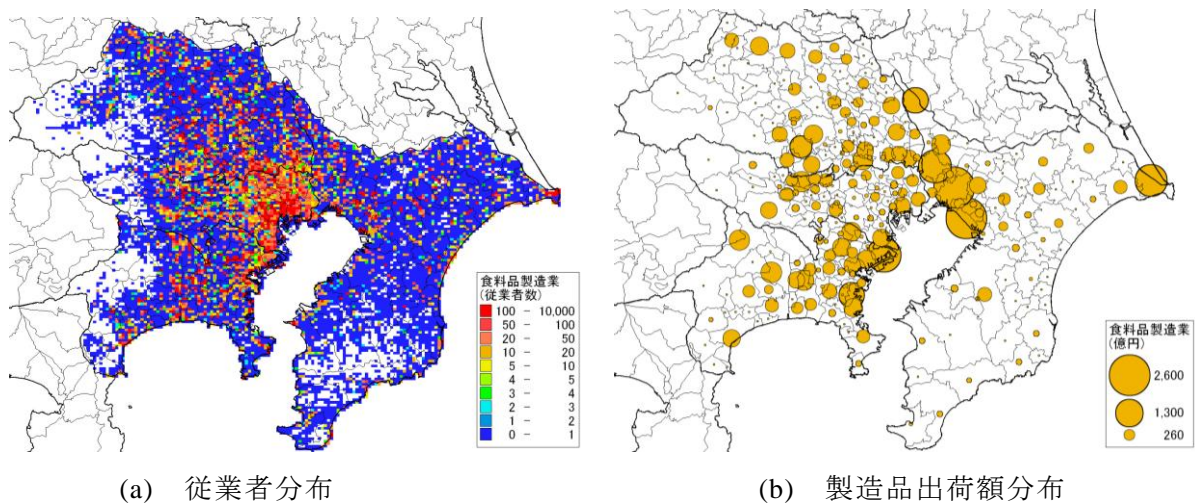 食料品製造業
(従業者数)
100 - 10,000
50 - 100
20 - 50
10 - 20
5 - 10
4 - 5
3 - 4
2 - 3
1 - 2
0 - 1
食料品製造業
(億円)
2,600
1,300
260
(a) 従業者分布
(b) 製造品出荷額分布